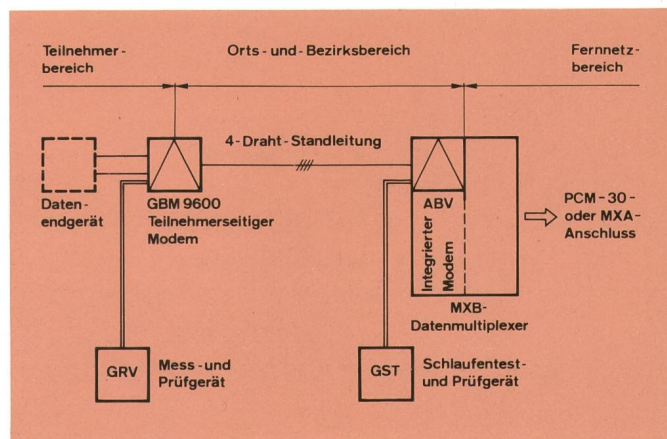 Teilnehmer-
bereich
Orts-und-Bezirksbereich
Fernnetz-
bereich
4-Draht-Standleitung
Daten-
endgerät
GBM 9600
Teilnehmerseitiger
Modem
ABV
Integrierter
Modem
PCM-30-
oder MXA-
Anschluss
MXB-
Datenmultiplexer
GRV
Mess-und
Prüfgerät
GST
Schlaufentest-
und Prüfgerät